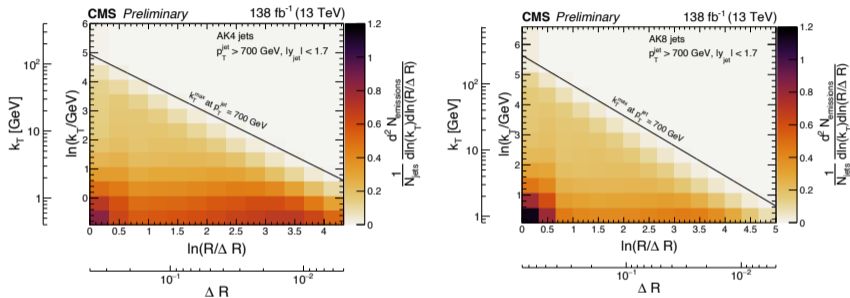 CMS Preliminary 138 fb⁻¹ (13 TeV)
AK4 jets
p_T^jet > 700 GeV, |y_jet| < 1.7
k_T^max at p_T^jet = 700 GeV
k_T [GeV]
10²
10
1
ln(k_T/GeV)
6
5
4
3
2
1
0
0 0.5 1 1.5 2 2.5 3 3.5 4
ln(R/Δ R)
10⁻¹ 10⁻²
Δ R
1.2
1
0.8
0.6
0.4
0.2
0
1/N_jets d² N_emissions/dln(k_T)dln(R/Δ R)
CMS Preliminary 138 fb⁻¹ (13 TeV)
AK8 jets
p_T^jet > 700 GeV, |y_jet| < 1.7
k_T^max at p_T^jet = 700 GeV
k_T [GeV]
10²
10
1
ln(k_T/GeV)
6
5
4
3
2
1
0
0 0.5 1 1.5 2 2.5 3 3.5 4 4.5 5
ln(R/Δ R)
10⁻¹ 10⁻²
Δ R
1.2
1
0.8
0.6
0.4
0.2
0
1/N_jets d² N_emissions/dln(k_T)dln(R/Δ R)